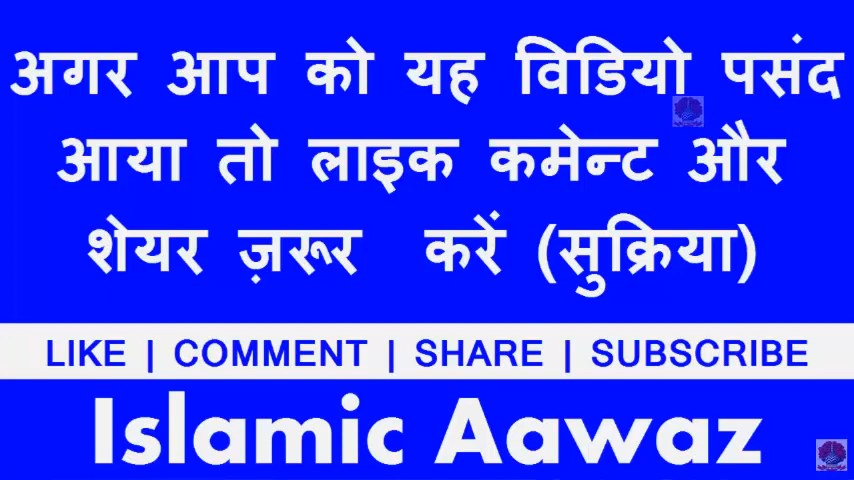 अगर आप को यह विडियो पसंद
आया तो लाइक कमेन्ट और
शेयर ज़रूर करें (सुक्रिया)
LIKE | COMMENT | SHARE | SUBSCRIBE
Islamic Aawaz